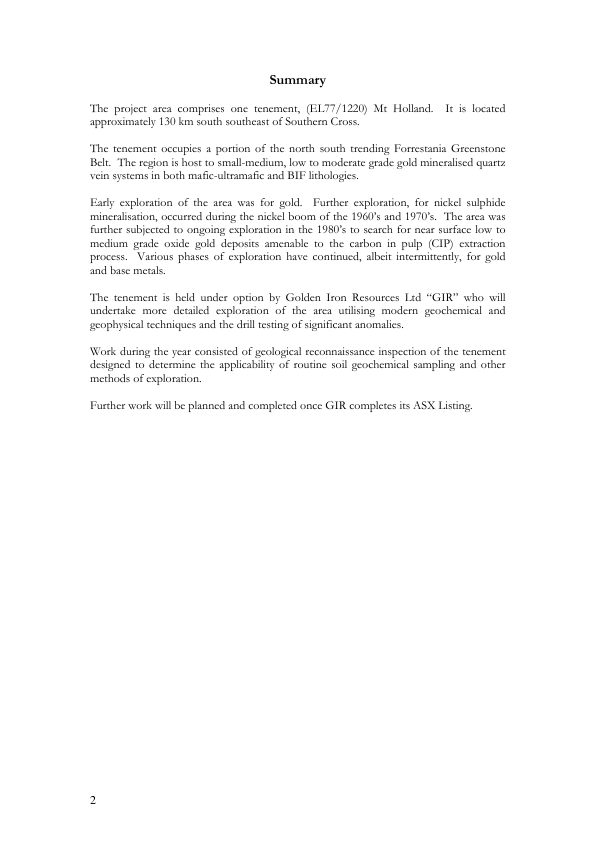 Summary
The project area comprises one tenement, (EL77/1220) Mt Holland. It is located
approximately 130 km south southeast of Southern Cross.
The tenement occupies a portion of the north south trending Forrestania Greenstone
Belt. The region is host to small-medium, low to moderate grade gold mineralised quartz
vein systems in both mafic-ultramafic and BIF lithologies.
Early exploration of the area was for gold. Further exploration, for nickel sulphide
mineralisation, occurred during the nickel boom of the 1960’s and 1970’s. The area was
further subjected to ongoing exploration in the 1980’s to search for near surface low to
medium grade oxide gold deposits amenable to the carbon in pulp (CIP) extraction
process. Various phases of exploration have continued, albeit intermittently, for gold
and base metals.
The tenement is held under option by Golden Iron Resources Ltd “GIR” who will
undertake more detailed exploration of the area utilising modern geochemical and
geophysical techniques and the drill testing of significant anomalies.
Work during the year consisted of geological reconnaissance inspection of the tenement
designed to determine the applicability of routine soil geochemical sampling and other
methods of exploration.
Further work will be planned and completed once GIR completes its ASX Listing.
2